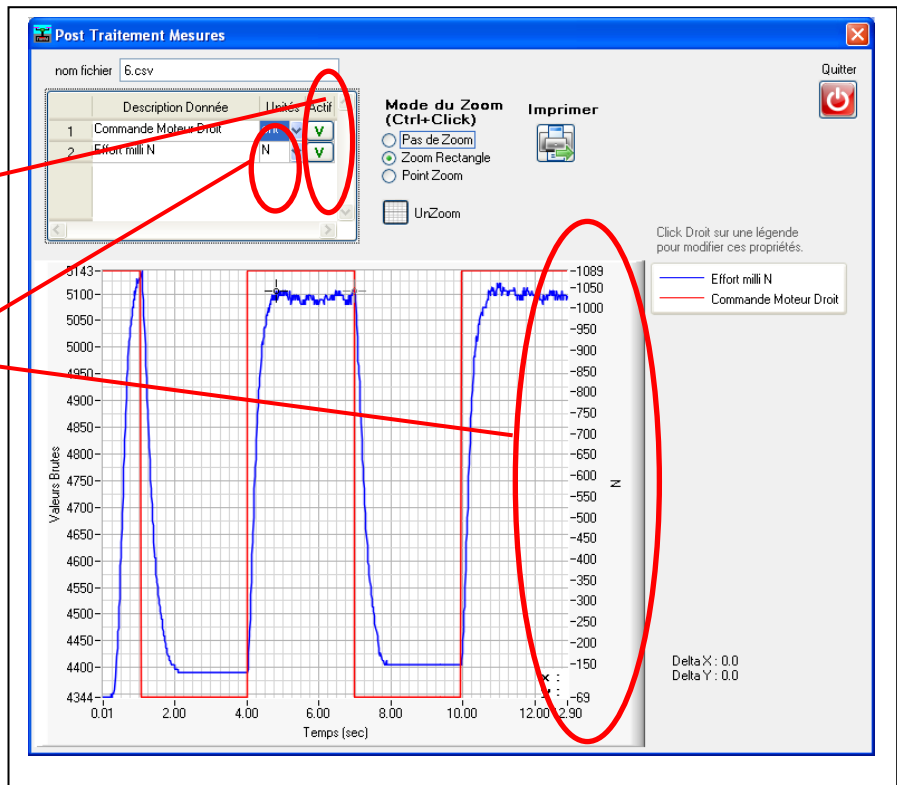 Post Traitement Mesures
nom fichier 6.csv
Quitter
Description Donnée Unités Actif
1 Commande Moteur Droit V
2 Effort milli N N V
Mode du Zoom
(Ctrl+Click)
Pas de Zoom
Zoom Rectangle
Point Zoom
UnZoom
Imprimer
Click Droit sur une légende
pour modifier ces propriétés.
Effort milli N
Commande Moteur Droit
5143
5100
5050
5000
4950
4900
4850
4800
4750
4700
4650
4600
4550
4500
4450
4400
4344
Valeurs Brutes
-1089
-1050
-1000
-950
-900
-850
-800
-750
-700
-650
-600
-550
-500
-450
-400
-350
-300
-250
-200
-150
-69
N
x :
0.01 2.00 4.00 6.00 8.00 10.00 12.00 12.90
Temps (sec)
Delta X : 0.0
Delta Y : 0.0